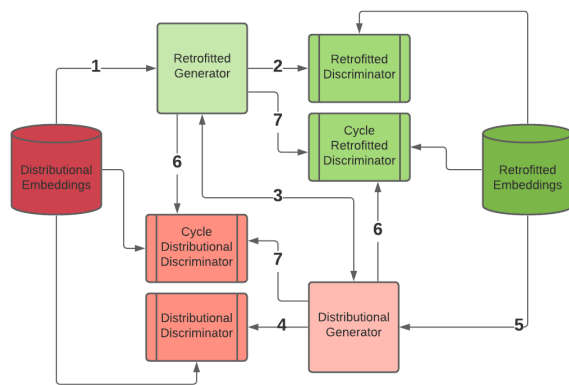 Retrofitted
Generator
1
2
Retrofitted
Discriminator
7
Cycle
Retrofitted
Discriminator
Distributional
Embeddings
Retrofitted
Embeddings
6
3
6
Cycle
Distributional
Discriminator
7
Distributional
Discriminator
4
Distributional
Generator
5